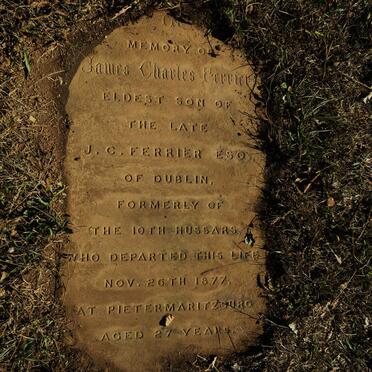 MEMORY OF
James Charles Ferrier
ELDEST SON OF
THE LATE
J. C. FERRIER ESQ.
OF DUBLIN,
FORMERLY OF
THE 10TH HUSSARS,
WHO DEPARTED THIS LIFE
NOV. 26TH 1877,
AT PIETERMARITZBURG
AGED 27 YEARS.